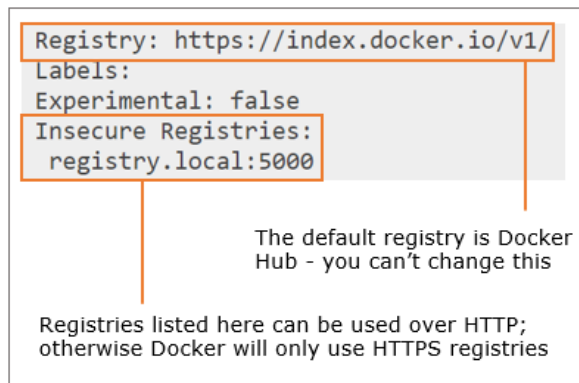 Registry: https://index.docker.io/v1/
Labels:
Experimental: false
Insecure Registries:
registry.local:5000
The default registry is Docker
Hub - you can't change this
Registries listed here can be used over HTTP;
otherwise Docker will only use HTTPS registries